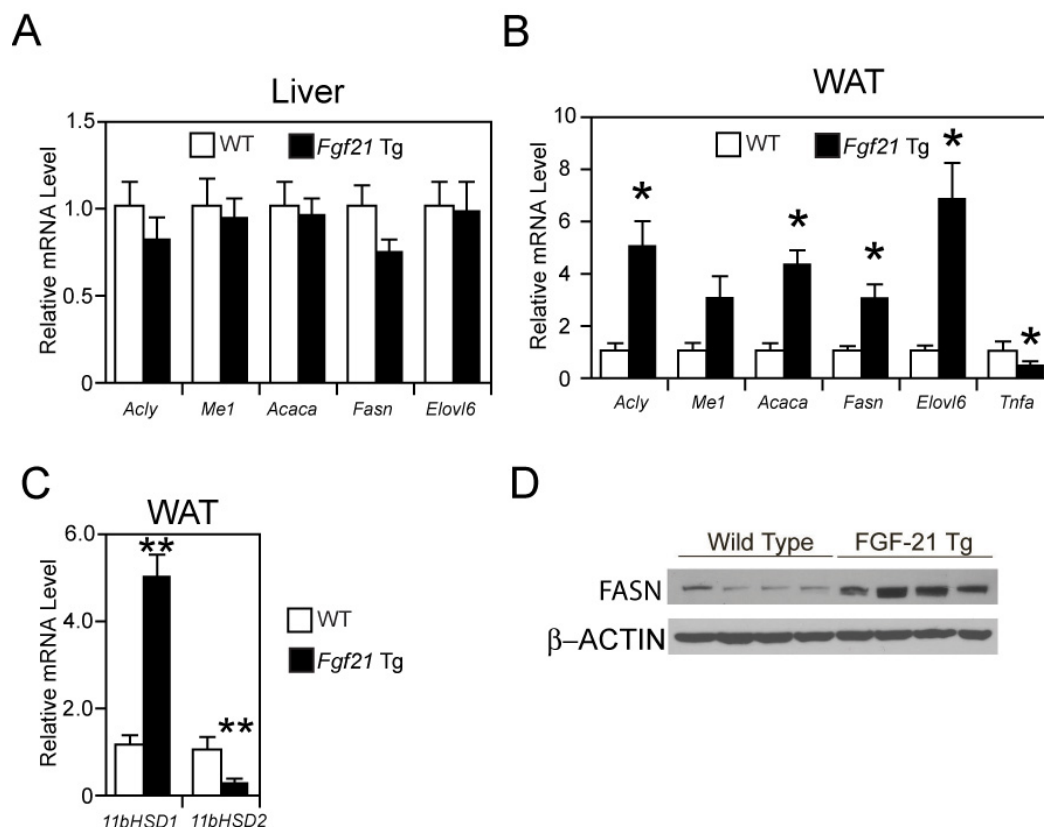 A
Liver
Relative mRNA Level
1.5
1.0
0.5
0
WT
Fgf21 Tg
Acly
Me1
Acaca
Fasn
Elovl6
B
WAT
Relative mRNA Level
10
8
6
4
2
0
WT
Fgf21 Tg
*
*
*
*
*
Acly
Me1
Acaca
Fasn
Elovl6
Tnfa
C
WAT
Relative mRNA Level
6.0
4.0
2.0
0
**
**
11bHSD1
11bHSD2
WT
Fgf21 Tg
D
Wild Type
FGF-21 Tg
FASN
β–ACTIN